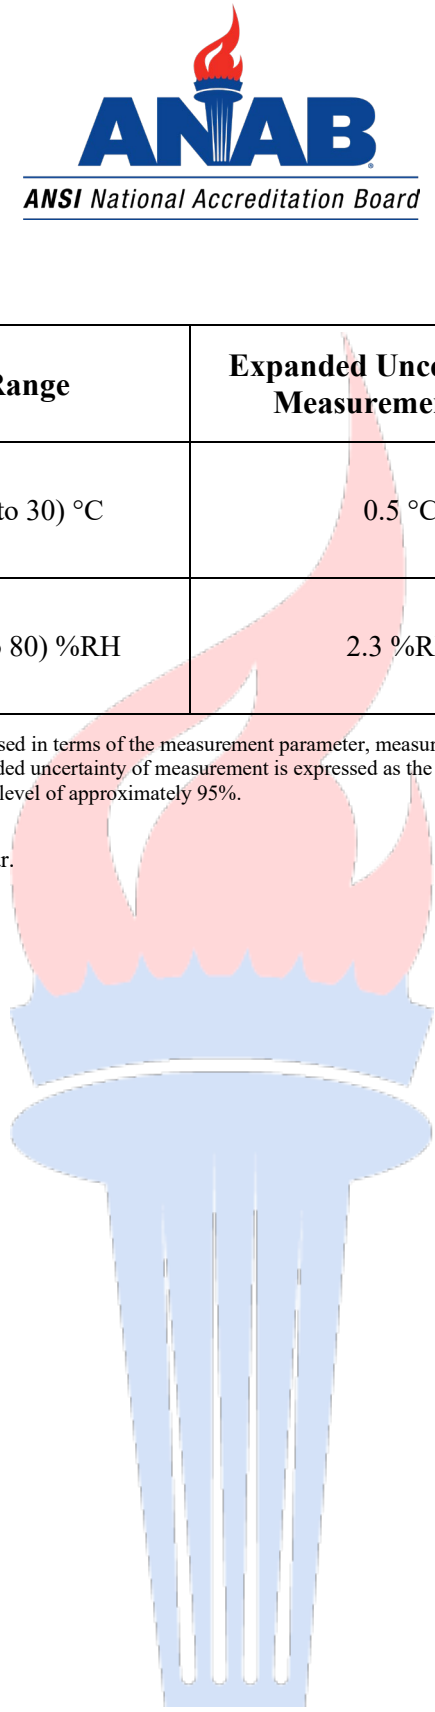 ANAB
ANSI National Accreditation Board
Range
Expanded Unce
Measureme
to 30) °C
0.5 °C
80) %RH
2.3 %R
sed in terms of the measurement parameter, measur
ded uncertainty of measurement is expressed as the
level of approximately 95%.
r.